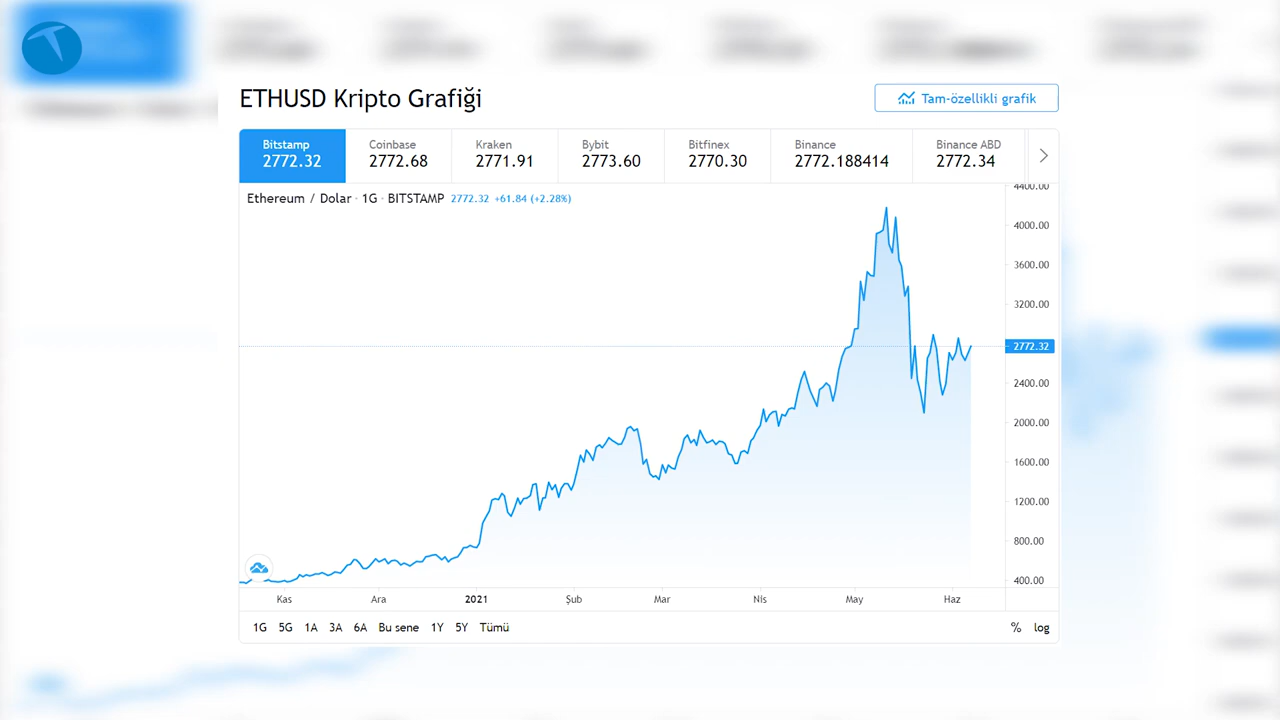 ETHUSD Kripto Grafiği
Tam-özellikli grafik
Bitstamp Coinbase Kraken Bybit Bitfinex Binance Binance ABD
2772.32 2772.68 2771.91 2773.60 2770.30 2772.188414 2772.34
Ethereum / Dolar · 1G · BITSTAMP 2772.32 +61.84 (+2.28%)
4400.00
4000.00
3600.00
3200.00
2772.32
2400.00
2000.00
1600.00
1200.00
800.00
400.00
Kas Ara 2021 Şub Mar Nis May Haz
1G 5G 1A 3A 6A Bu sene 1Y 5Y Tümü % log